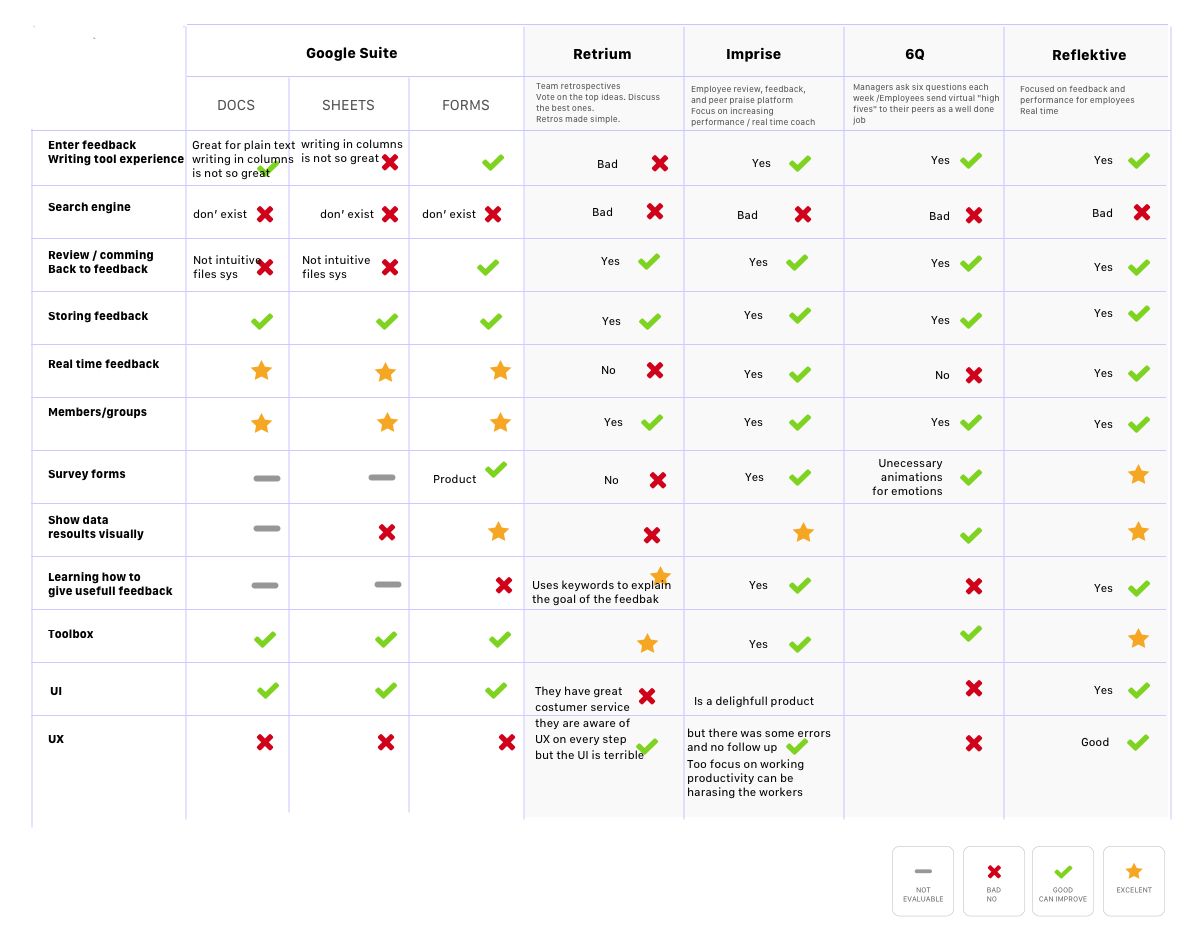 Google Suite
Retrium
Imprise
6Q
Reflektive
DOCS
SHEETS
FORMS
Team retrospectives
Vote on the top ideas. Discuss
the best ones.
Retros made simple.
Employee review, feedback,
and peer praise platform
Focus on increasing
performance / real time coach
Managers ask six questions each
week /Employees send virtual "high
fives" to their peers as a well done
job
Focused on feedback and
performance for employees
Real time
Enter feedback
Writing tool experience
Great for plain text
writing in columns
is not so great
writing in columns
is not so great
Bad
Yes
Yes
Yes
Search engine
don’ exist
don’ exist
don’ exist
Bad
Bad
Bad
Bad
Review / comming
Back to feedback
Not intuitive
files sys
Not intuitive
files sys
Yes
Yes
Yes
Yes
Storing feedback
Yes
Yes
Yes
Yes
Real time feedback
No
Yes
No
Yes
Members/groups
Yes
Yes
Yes
Yes
Survey forms
Product
No
Yes
Unecessary
animations
for emotions
Show data
resoults visually
Learning how to
give usefull feedback
Uses keywords to explain
the goal of the feedbak
Yes
Yes
Toolbox
Yes
UI
They have great
costumer service
they are aware of
UX on every step
but the UI is terrible
Is a delighfull product
Yes
UX
but there was some errors
and no follow up
Too focus on working
productivity can be
harasing the workers
Good
NOT
EVALUABLE
BAD
NO
GOOD
CAN IMPROVE
EXCELENT